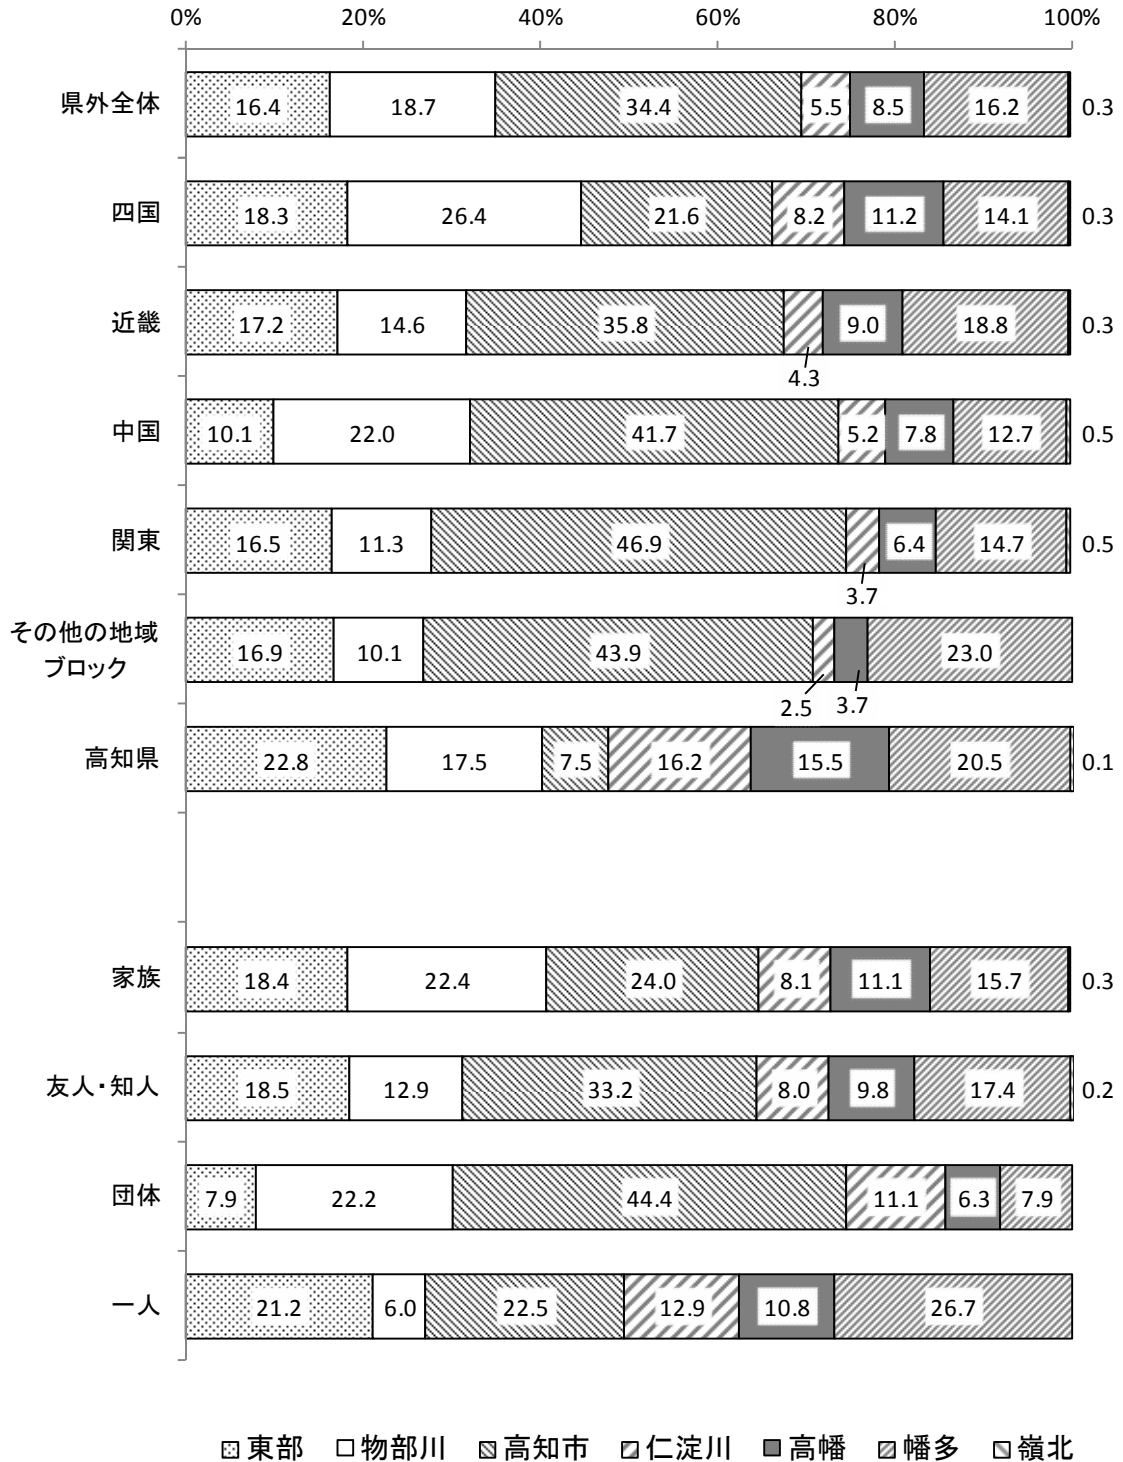 0% 20% 40% 60% 80% 100%
県外全体 16.4 18.7 34.4 5.5 8.5 16.2 0.3
四国 18.3 26.4 21.6 8.2 11.2 14.1 0.3
近畿 17.2 14.6 35.8 9.0 18.8 0.3
4.3
中国 10.1 22.0 41.7 5.2 7.8 12.7 0.5
関東 16.5 11.3 46.9 6.4 14.7 0.5
3.7
その他の地域
ブロック
16.9 10.1 43.9 23.0
2.5 3.7
高知県 22.8 17.5 7.5 16.2 15.5 20.5 0.1
家族 18.4 22.4 24.0 8.1 11.1 15.7 0.3
友人・知人 18.5 12.9 33.2 8.0 9.8 17.4 0.2
団体 7.9 22.2 44.4 11.1 6.3 7.9
一人 21.2 6.0 22.5 12.9 10.8 26.7
東部 物部川 高知市 仁淀川 高幡 幡多 嶺北